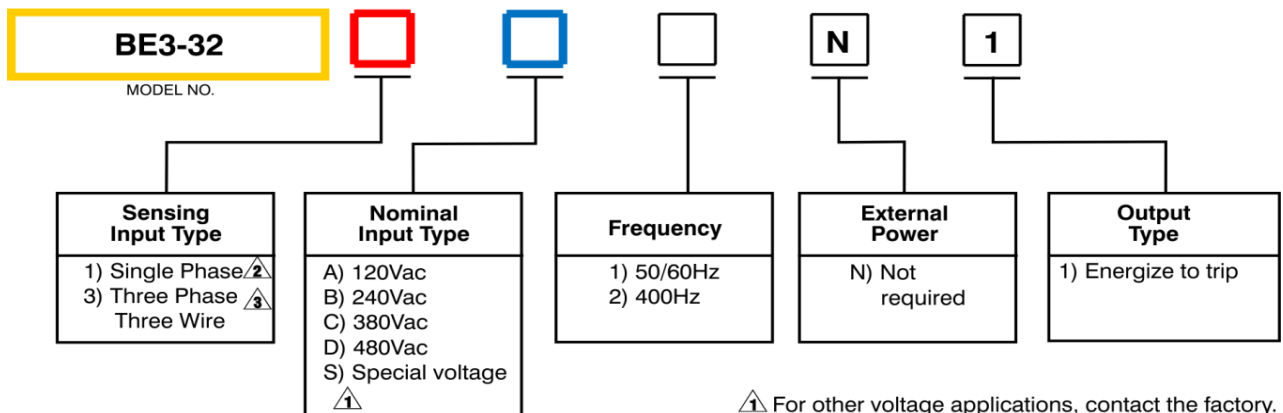 BE3-32
N
1
MODEL NO.
Sensing
Input Type
1) Single Phase 2
3) Three Phase 3
Three Wire
Nominal
Input Type
A) 120Vac
B) 240Vac
C) 380Vac
D) 480Vac
S) Special voltage
1
Frequency
1) 50/60Hz
2) 400Hz
External
Power
N) Not
required
Output
Type
1) Energize to trip
1 For other voltage applications, contact the factory.